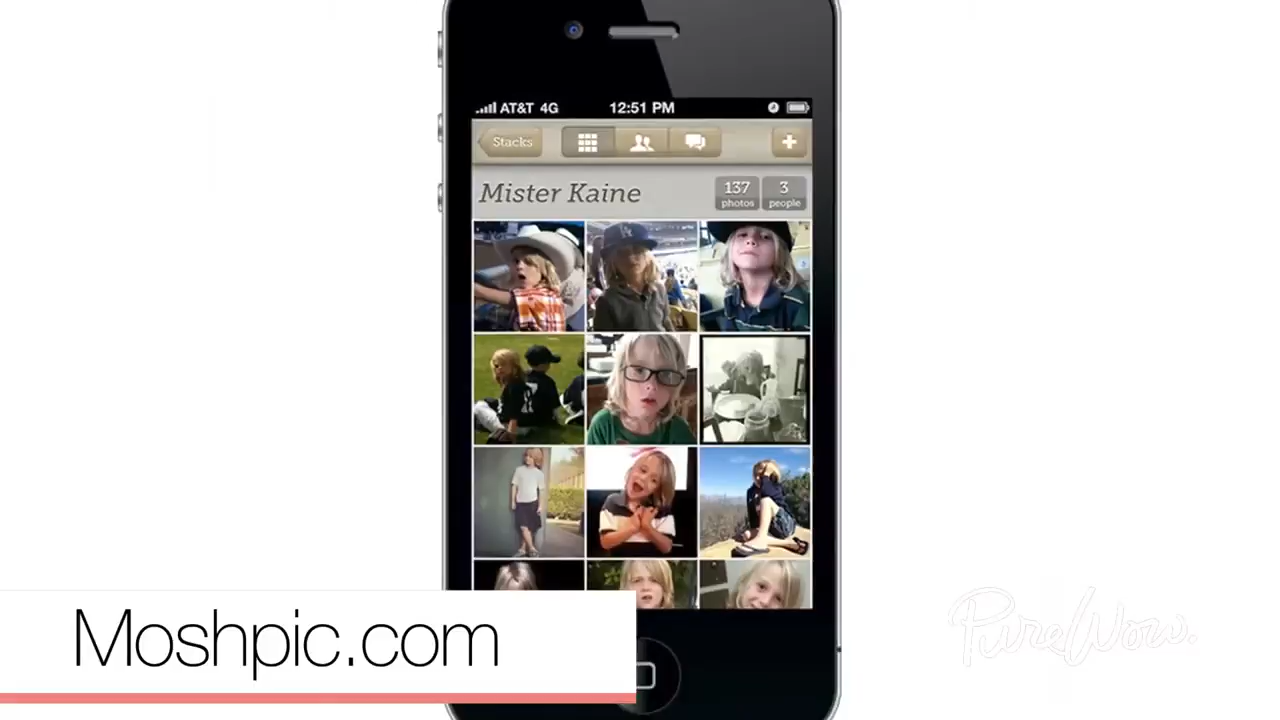 AT&T 4G 12:51 PM
Stacks
Mister Kaine
137 photos
3 people
Moshpic.com
PureWow.